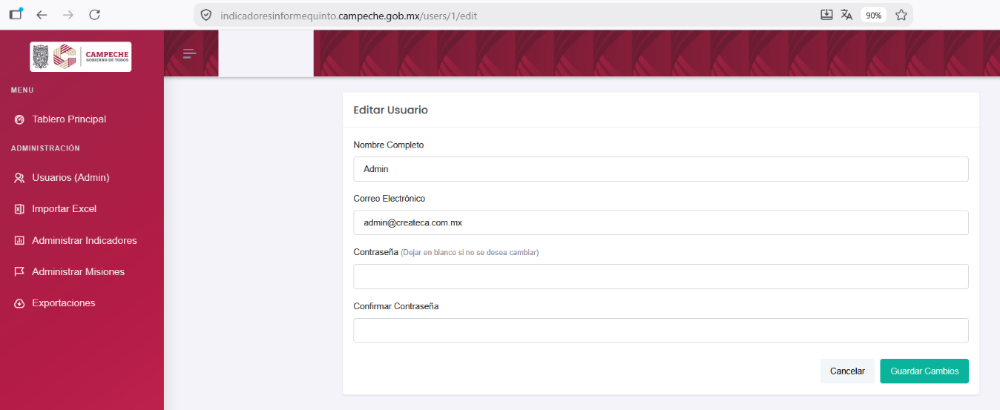 indicadoresinformequinto.campeche.gob.mx/users/1/edit
90%
CAMPECHE
GOBIERNO DE TODOS
MENU
Tablero Principal
ADMINISTRACIÓN
Usuarios (Admin)
Importar Excel
Administrar Indicadores
Administrar Misiones
Exportaciones
Editar Usuario
Nombre Completo
Admin
Correo Electrónico
admin@createca.com.mx
Contraseña (Dejar en blanco si no se desea cambiar)
Confirmar Contraseña
Cancelar
Guardar Cambios